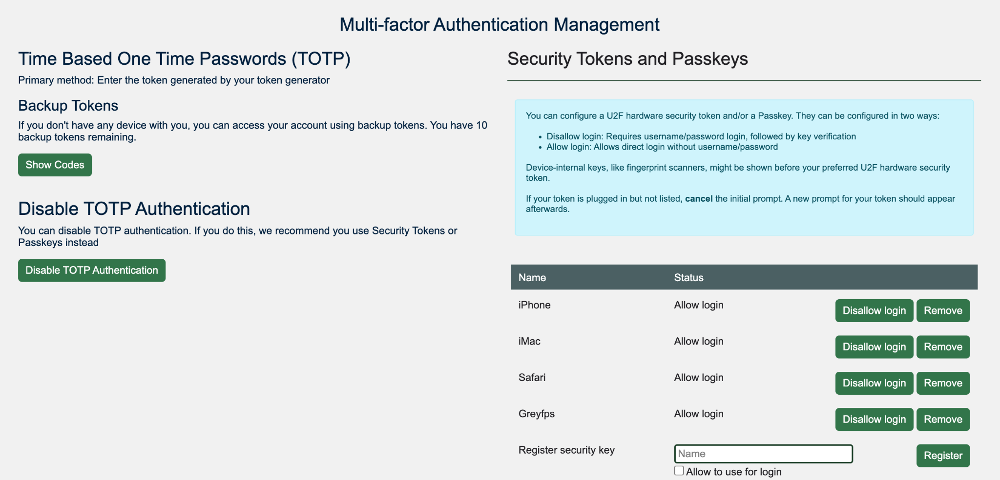 Multi-factor Authentication Management
Time Based One Time Passwords (TOTP)
Primary method: Enter the token generated by your token generator
Backup Tokens
If you don't have any device with you, you can access your account using backup tokens. You have 10
backup tokens remaining.
Show Codes
Disable TOTP Authentication
You can disable TOTP authentication. If you do this, we recommend you use Security Tokens or
Passkeys instead
Disable TOTP Authentication
Security Tokens and Passkeys
You can configure a U2F hardware security token and/or a Passkey. They can be configured in two ways:
• Disallow login: Requires username/password login, followed by key verification
• Allow login: Allows direct login without username/password
Device-internal keys, like fingerprint scanners, might be shown before your preferred U2F hardware security
token.
If your token is plugged in but not listed, cancel the initial prompt. A new prompt for your token should appear
afterwards.
Name Status
iPhone Allow login Disallow login Remove
iMac Allow login Disallow login Remove
Safari Allow login Disallow login Remove
Greyfps Allow login Disallow login Remove
Register security key Name Register
Allow to use for login